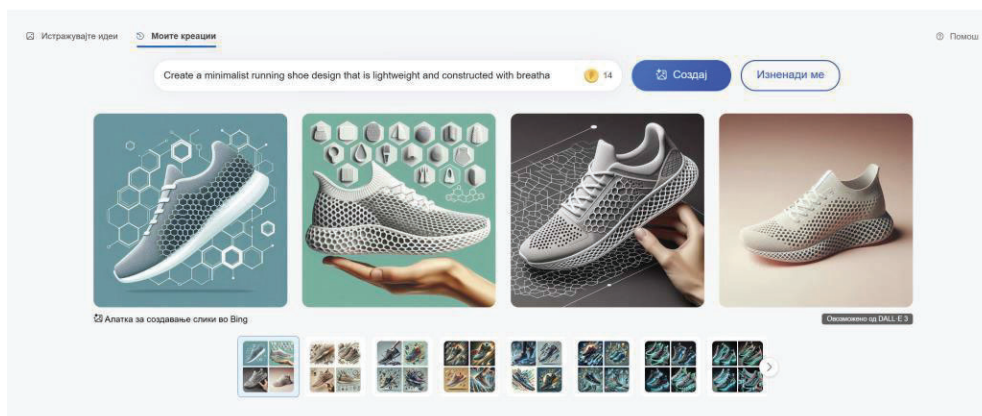 Истражувајте идеи Моите креации Помош
Create a minimalist running shoe design that is lightweight and constructed with breatha 14 Создај Изненади ме
Алатка за создавање слики во Bing Овозможено од DALL·E 3